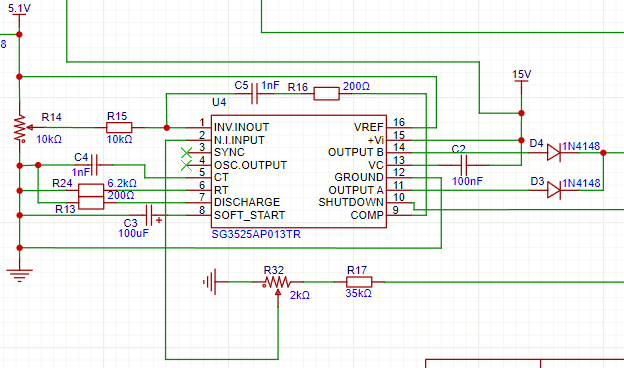 5.1V
8
15V
C5
1nF
R16
200Ω
U4
R14
10kΩ
R15
10kΩ
1
INV.INOUT
VREF
16
2
N.I.INPUT
+Vi
15
3
SYNC
OUTPUT B
14
4
OSC.OUTPUT
VC
13
5
CT
GROUND
12
6
RT
OUTPUT A
11
7
DISCHARGE
SHUTDOWN
10
8
SOFT_START
COMP
9
SG3525AP013TR
C2
100nF
D4
1N4148
D3
1N4148
C4
1nF
R24
6.2kΩ
R13
200Ω
C3
+
100uF
R32
2kΩ
R17
35kΩ